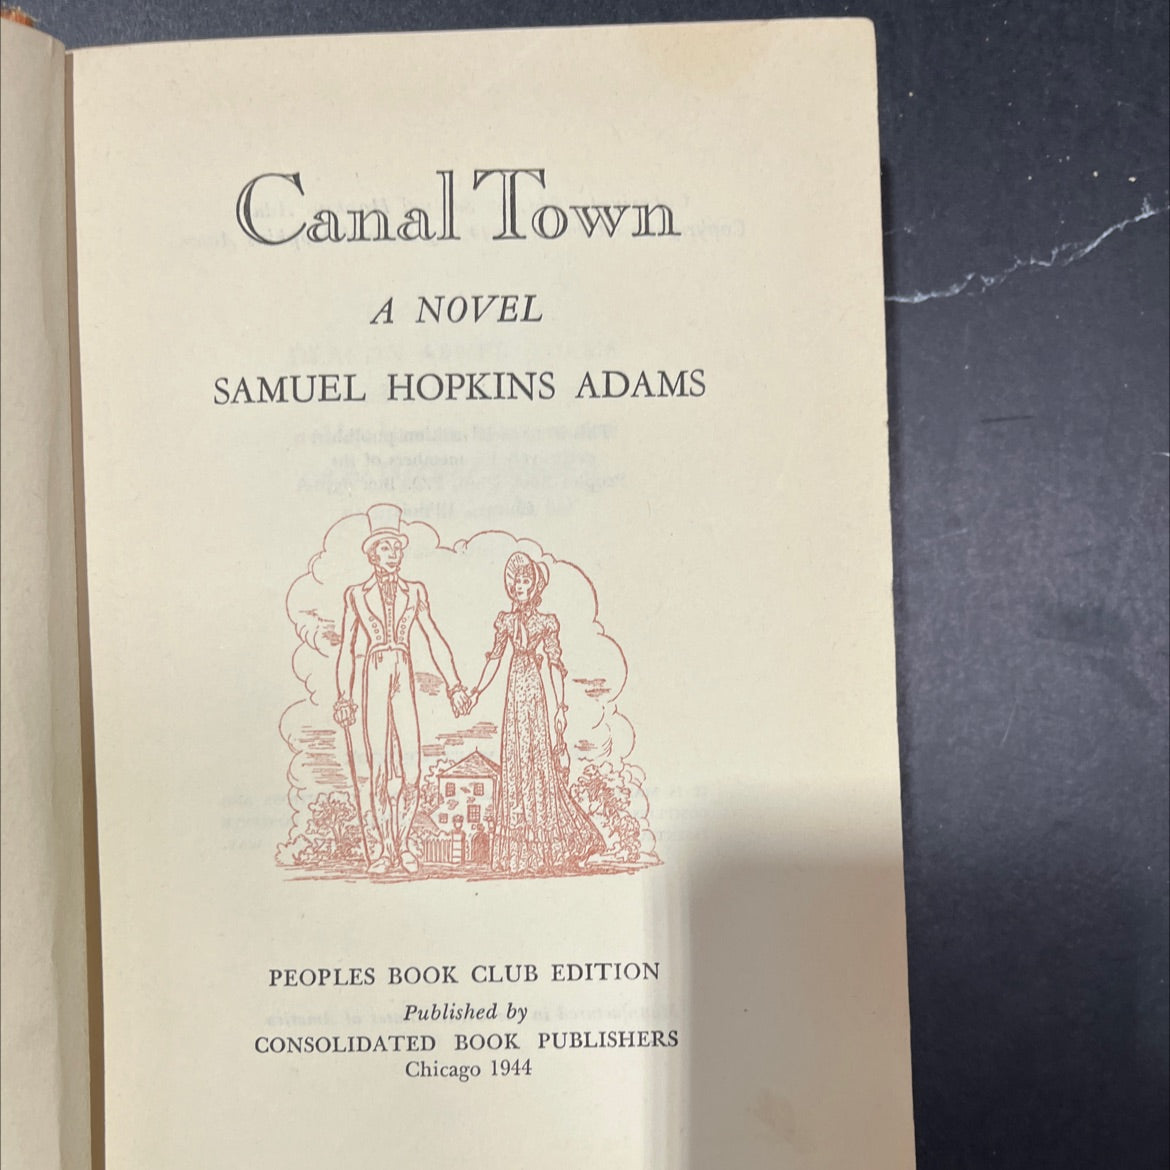 Canal Town
A NOVEL
SAMUEL HOPKINS ADAMS
PEOPLES BOOK CLUB EDITION
Published by
CONSOLIDATED BOOK PUBLISHERS
Chicago 1944